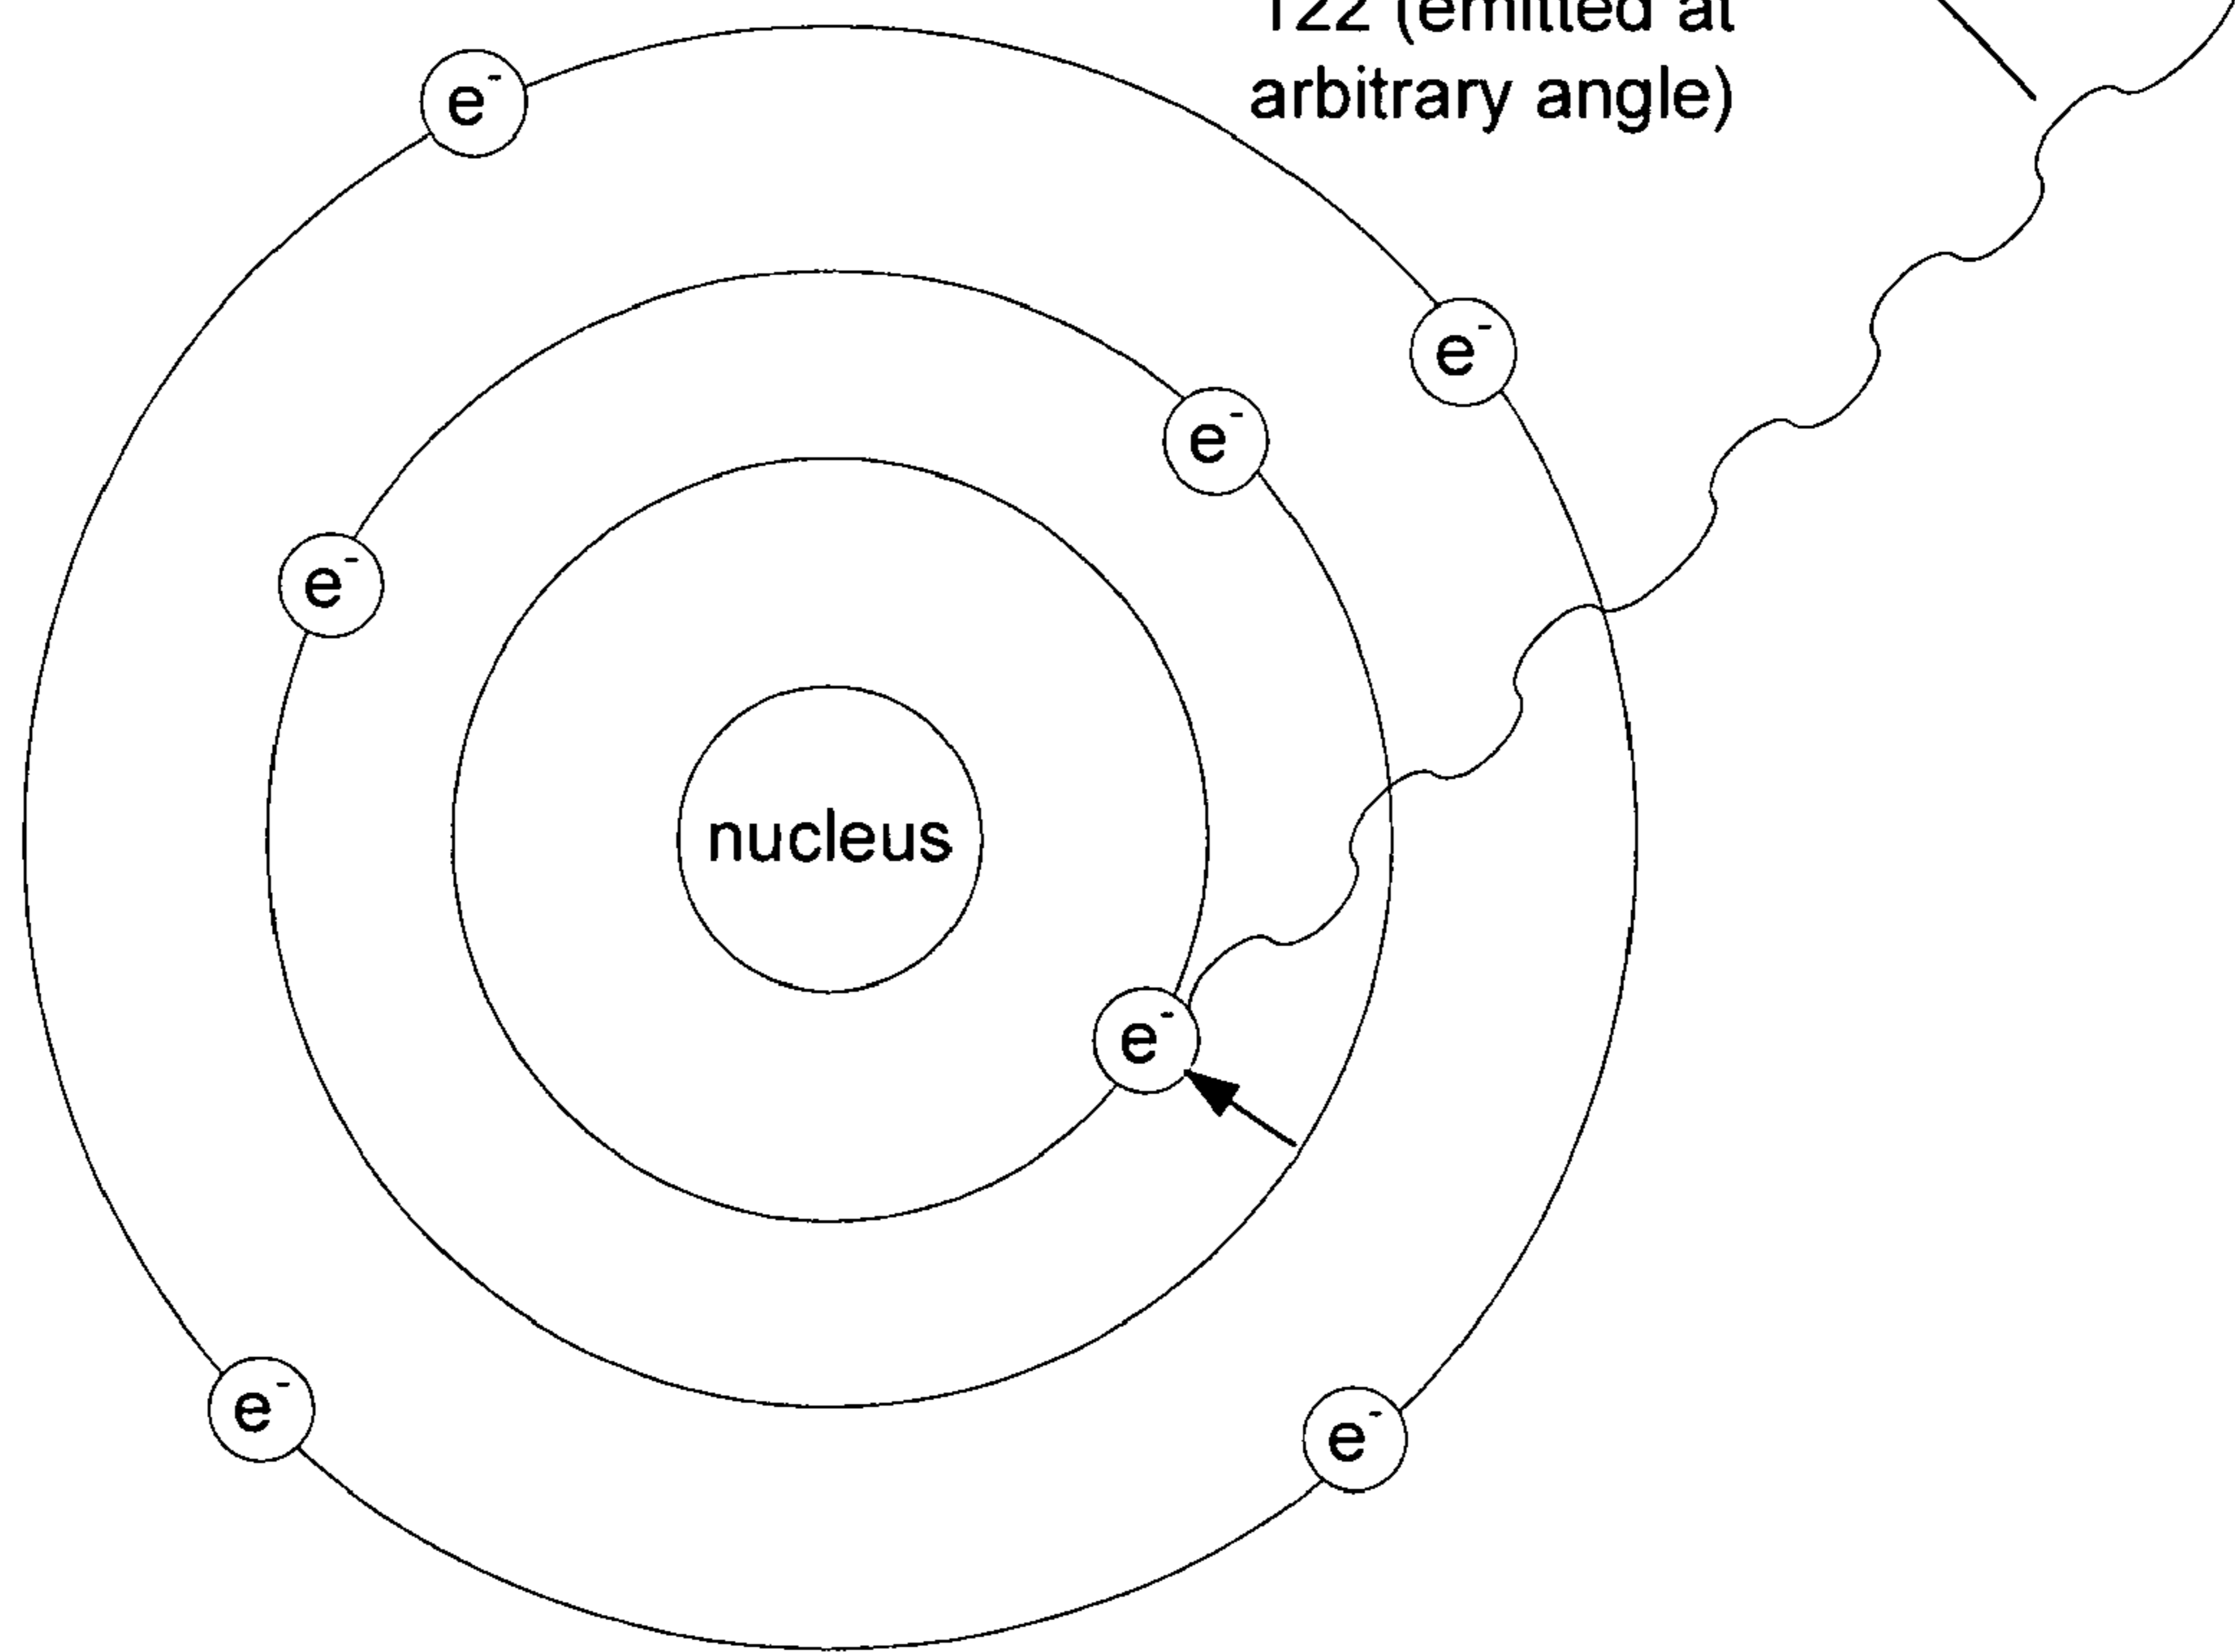 122 (emitted at
arbitrary angle)
e⁻
e⁻
e⁻
e⁻
nucleus
e⁻
e⁻
e⁻